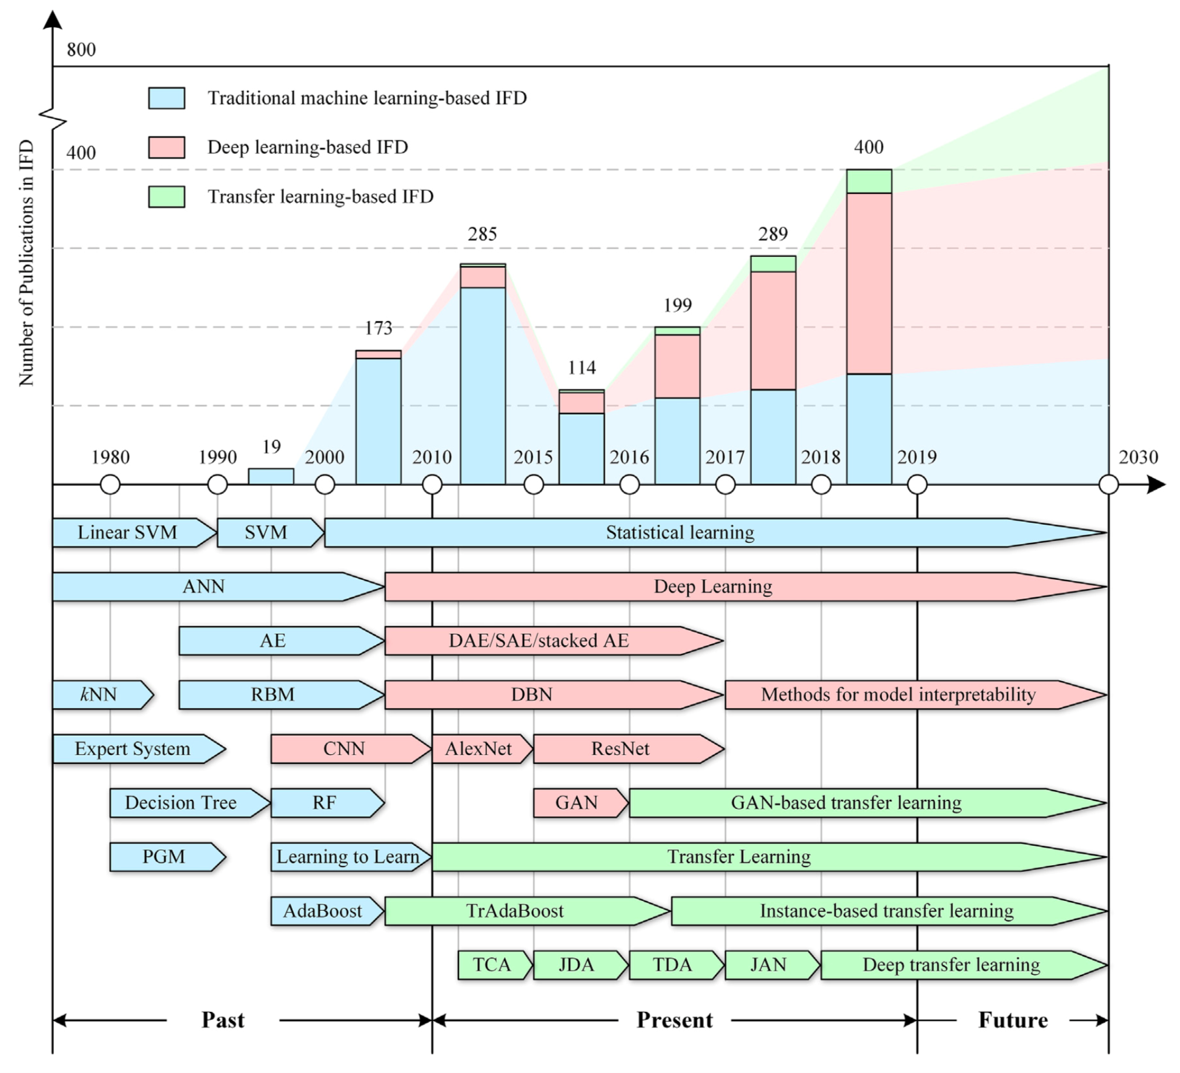 800
Traditional machine learning-based IFD
Deep learning-based IFD
Transfer learning-based IFD
400
Number of Publications in IFD
19
173
285
114
199
289
400
1980
1990
2000
2010
2015
2016
2017
2018
2019
2030
Linear SVM
SVM
Statistical learning
ANN
Deep Learning
AE
DAE/SAE/stacked AE
kNN
RBM
DBN
Methods for model interpretability
Expert System
CNN
AlexNet
ResNet
Decision Tree
RF
GAN
GAN-based transfer learning
PGM
Learning to Learn
Transfer Learning
AdaBoost
TrAdaBoost
Instance-based transfer learning
TCA
JDA
TDA
JAN
Deep transfer learning
Past
Present
Future